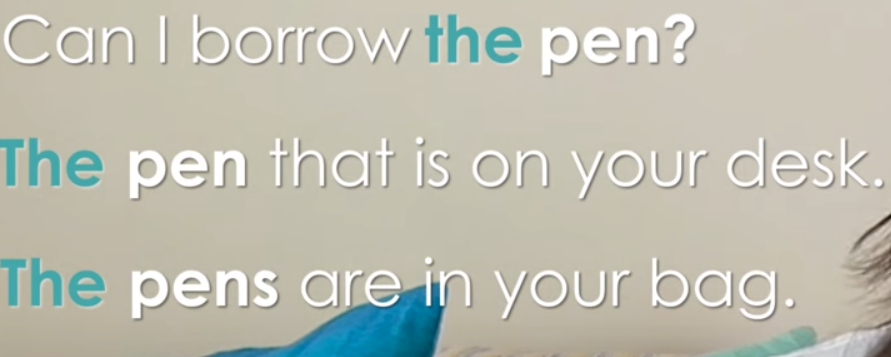 Can I borrow the pen?
The pen that is on your desk.
The pens are in your bag.